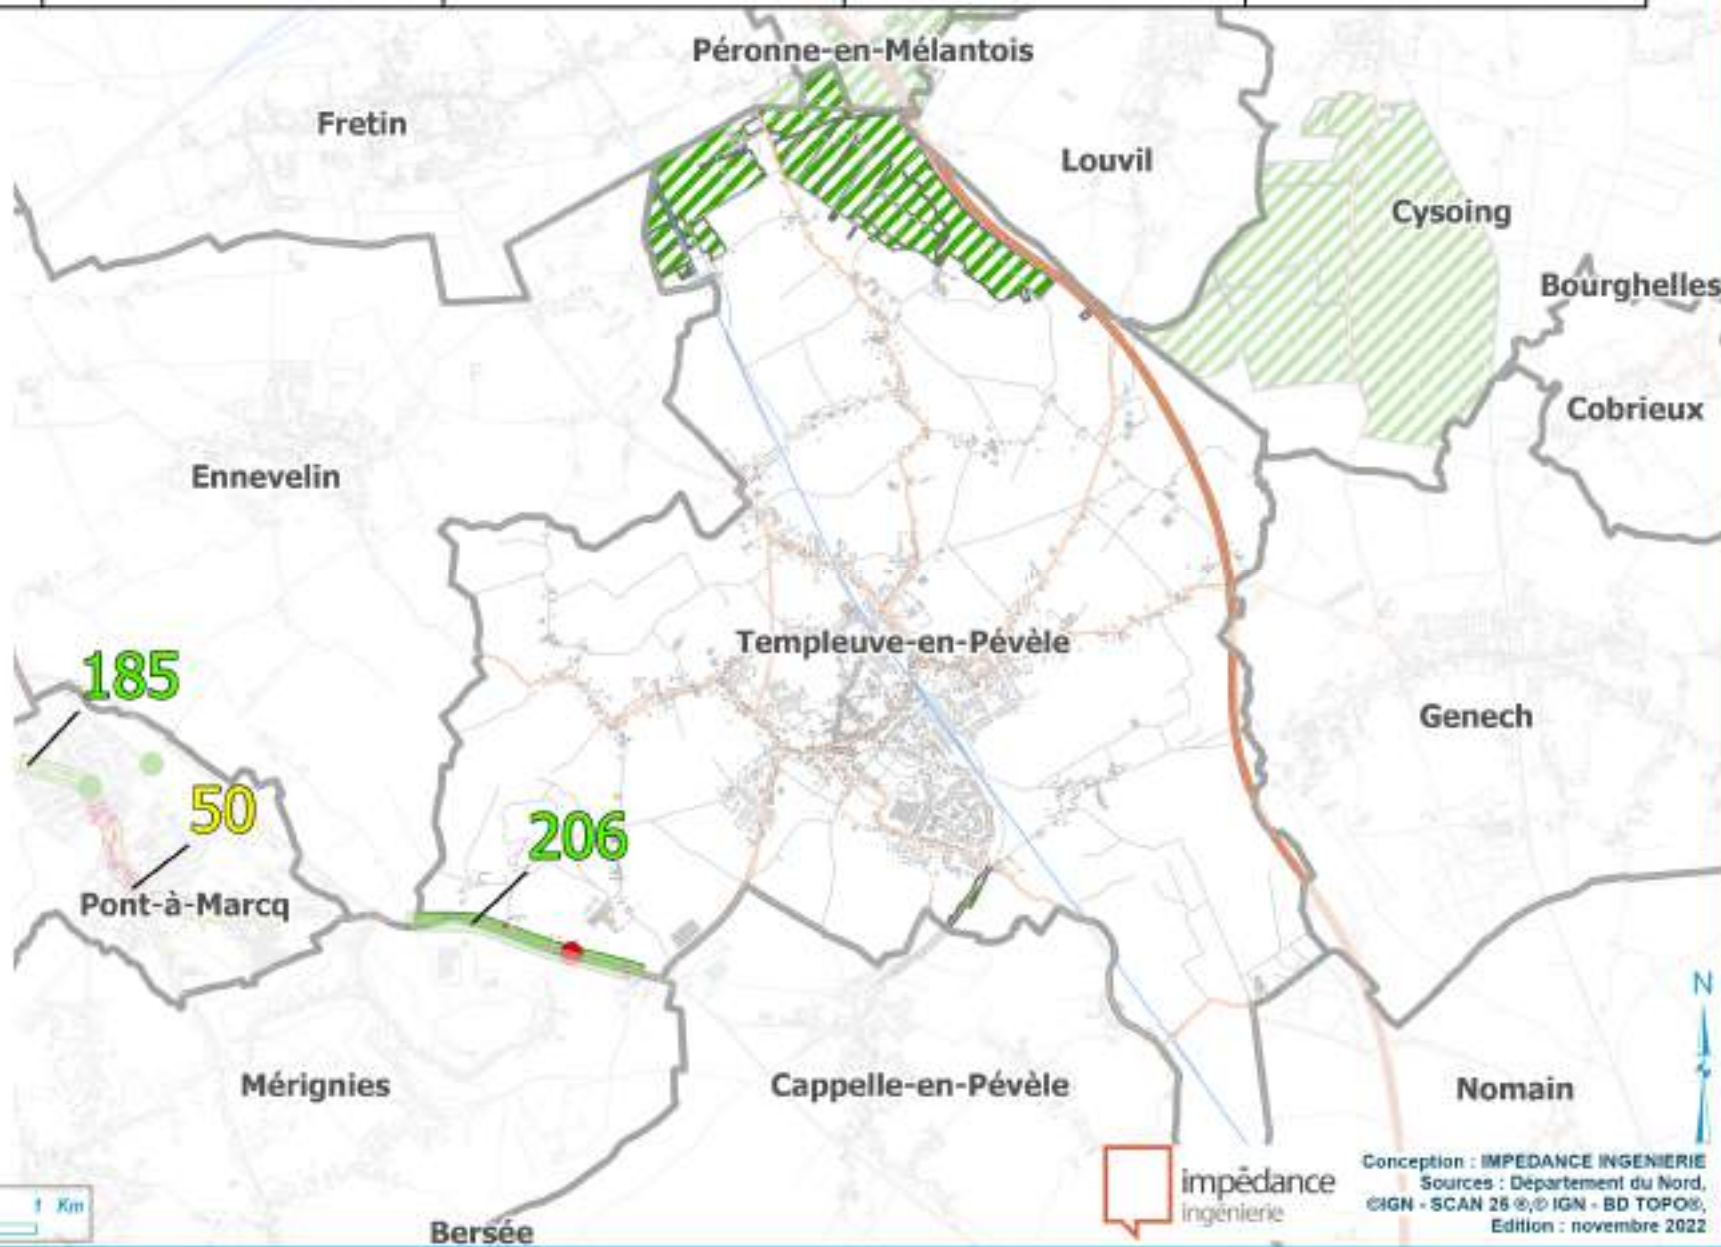 Péronne-en-Mélantois
Fretin
Louvil
Cysoing
Bourghelles
Cobrieux
Ennevelin
Templeuve-en-Pévèle
185
Genech
50
206
Pont-à-Marcq
N
Mérignies
Cappelle-en-Pévèle
Nomain
impédance
ingénierie
Conception : IMPEDANCE INGENIERIE
Sources : Département du Nord,
©IGN - SCAN 25 ®,© IGN - BD TOPO®,
Edition : novembre 2022
1 Km
Bersée